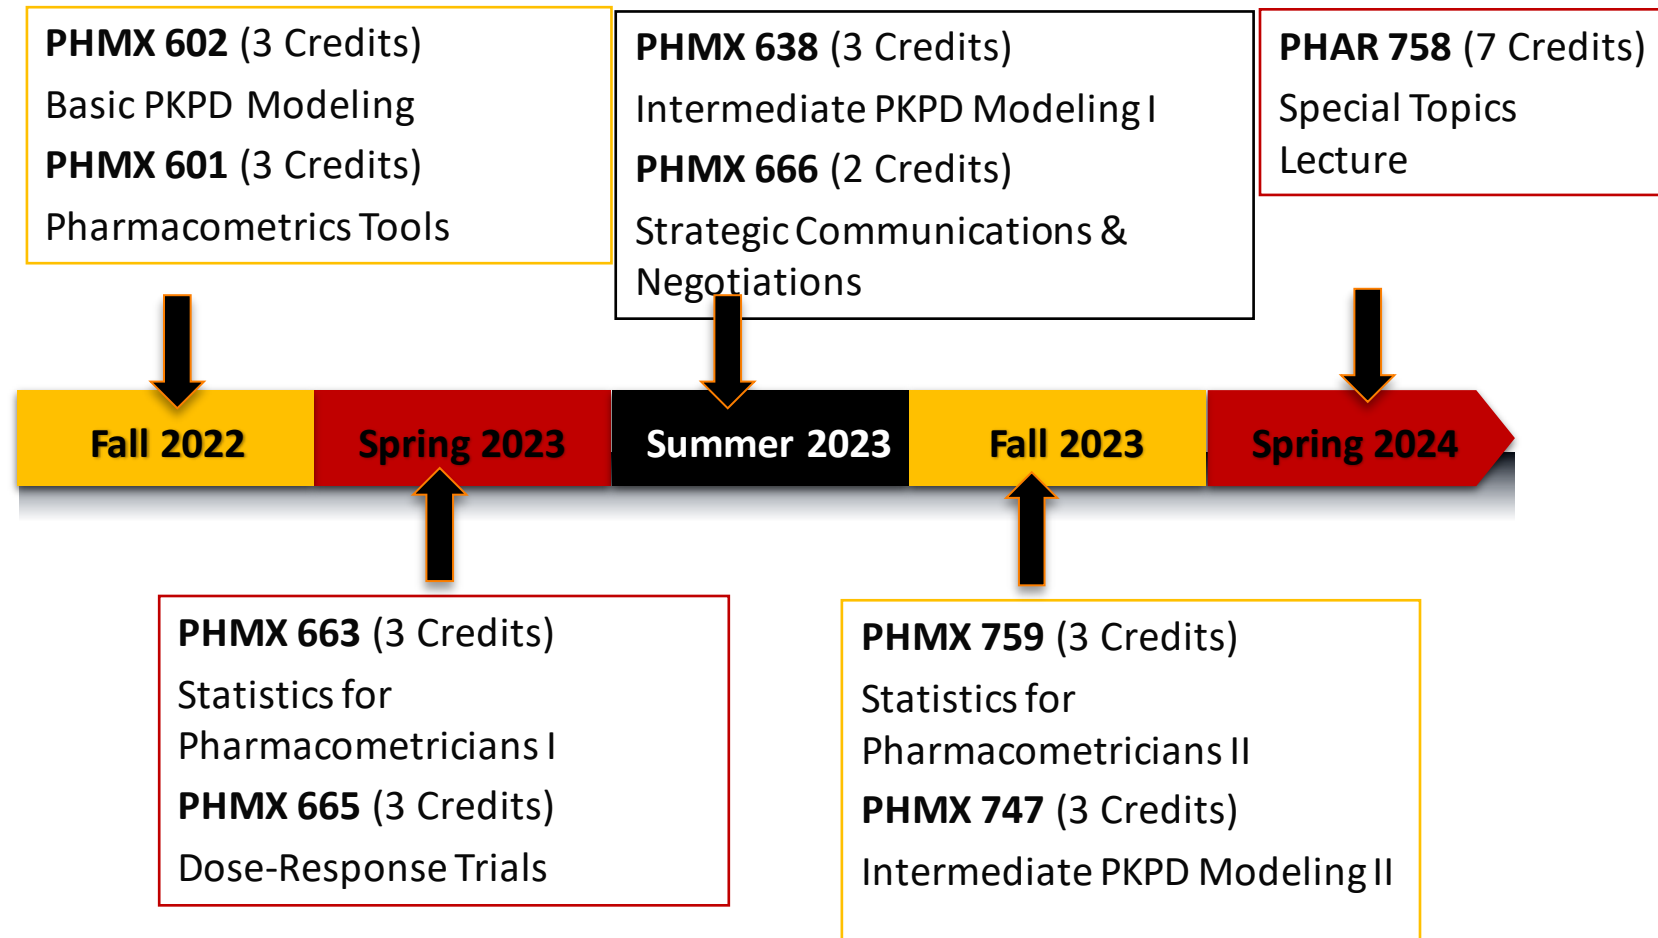 PHMX 602 (3 Credits)
Basic PKPD Modeling
PHMX 601 (3 Credits)
Pharmacometrics Tools
PHMX 638 (3 Credits)
Intermediate PKPD Modeling I
PHMX 666 (2 Credits)
Strategic Communications &
Negotiations
PHAR 758 (7 Credits)
Special Topics
Lecture
Fall 2022
Spring 2023
Summer 2023
Fall 2023
Spring 2024
PHMX 663 (3 Credits)
Statistics for
Pharmacometricians I
PHMX 665 (3 Credits)
Dose-Response Trials
PHMX 759 (3 Credits)
Statistics for
Pharmacometricians II
PHMX 747 (3 Credits)
Intermediate PKPD Modeling II